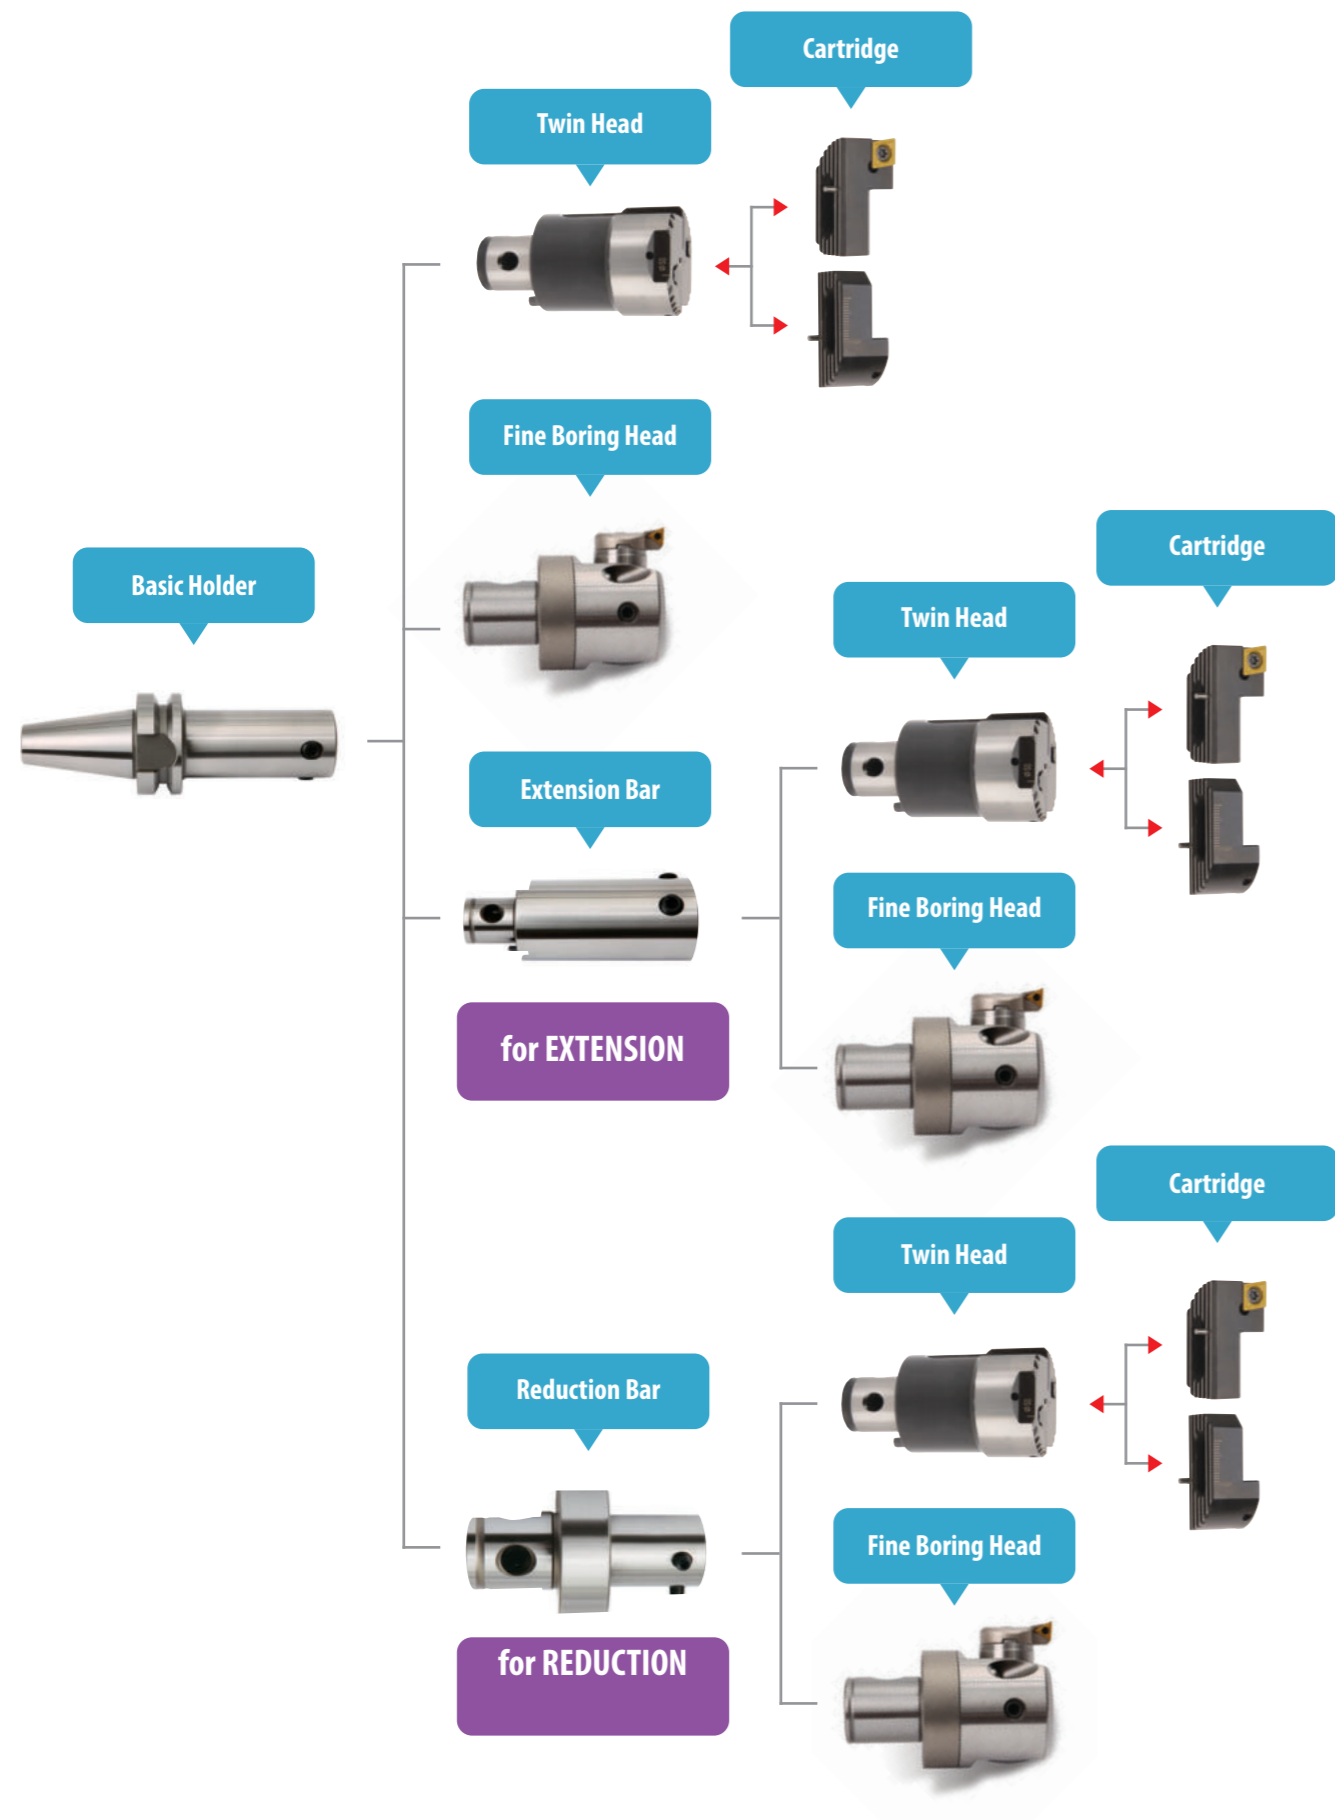 Cartridge
Twin Head
Fine Boring Head
Basic Holder
Cartridge
Twin Head
Extension Bar
Fine Boring Head
for EXTENSION
Cartridge
Twin Head
Reduction Bar
Fine Boring Head
for REDUCTION